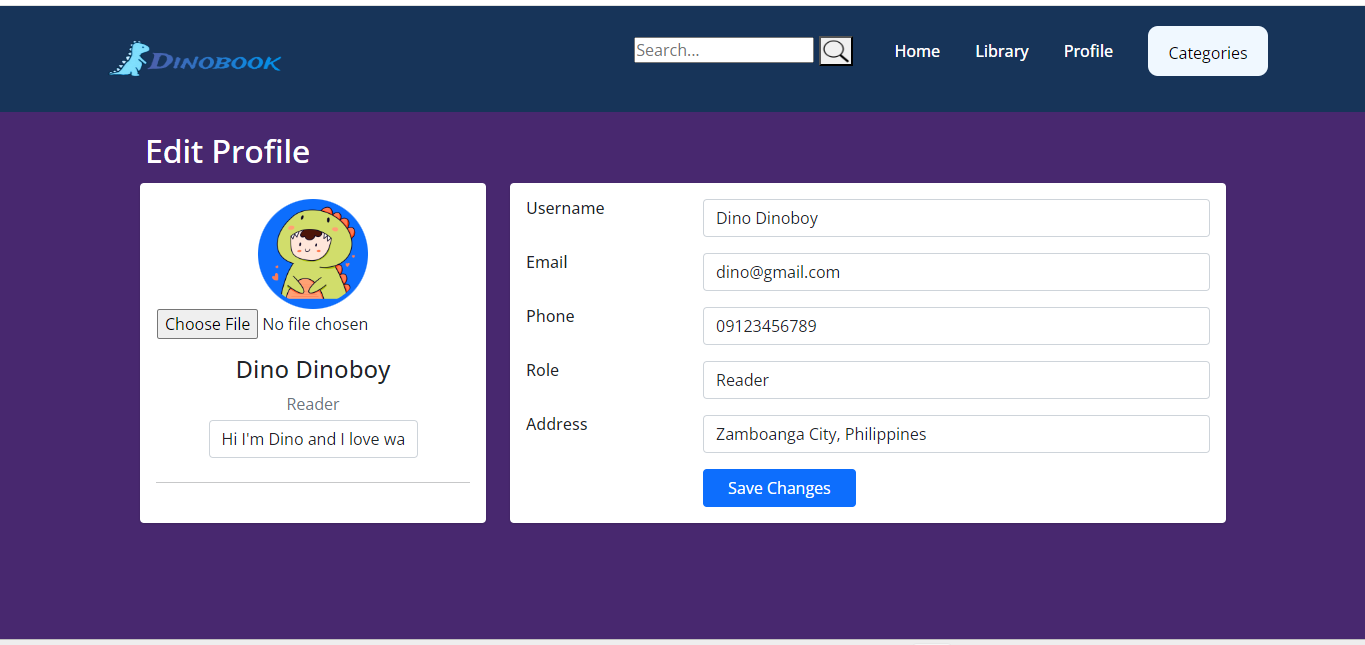 DINOBOOK
Search...
Home
Library
Profile
Categories
Edit Profile
Choose File No file chosen
Dino Dinoboy
Reader
Hi I'm Dino and I love wa
Username
Dino Dinoboy
Email
dino@gmail.com
Phone
09123456789
Role
Reader
Address
Zamboanga City, Philippines
Save Changes